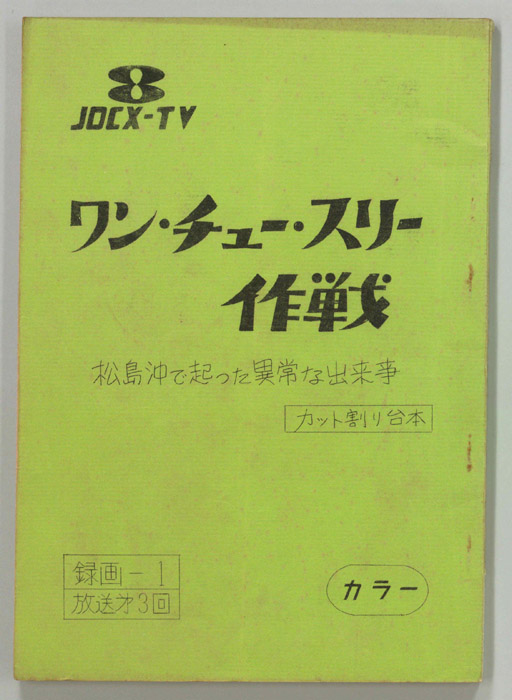 8
JOCX-TV
ワン・チュー・スリー
作戦
松島沖で起った異常な出来事
カット割り台本
録画－1
放送才3回
カラー